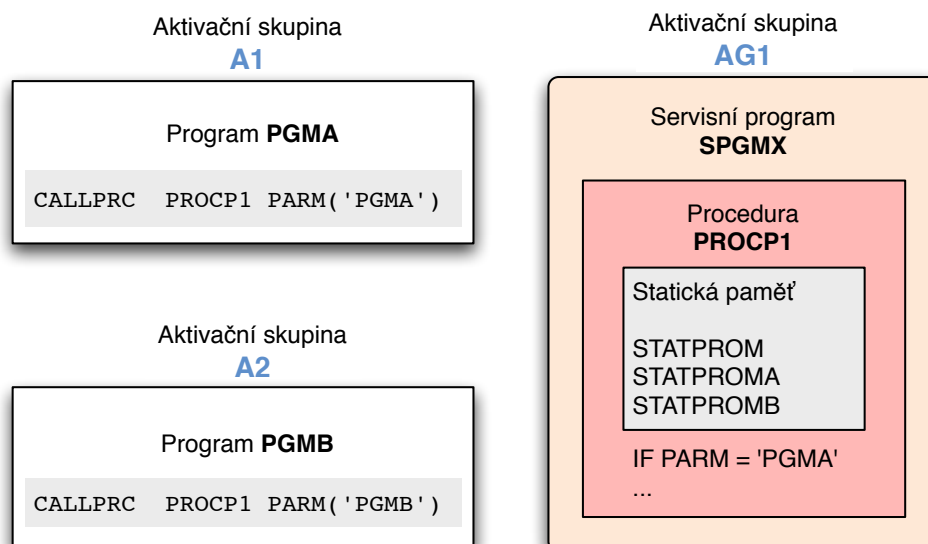 Aktivační skupina
A1
Program PGMA
CALLPRC  PROCP1 PARM('PGMA')
Aktivační skupina
A2
Program PGMB
CALLPRC  PROCP1 PARM('PGMB')
Aktivační skupina
AG1
Servisní program
SPGMX
Procedura
PROCP1
Statická paměť
STATPROM
STATPROMA
STATPROMB
IF PARM = 'PGMA'
...